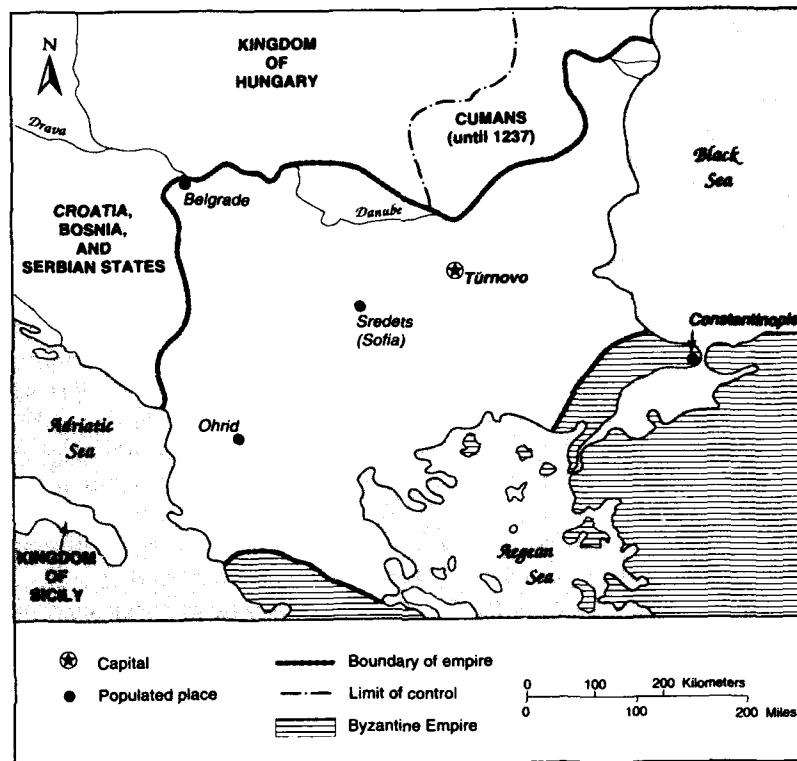 N
KINGDOM
OF
HUNGARY
CUMANS
(until 1237)
Drava
Black
Sea
Belgrade
Danube
CROATIA,
BOSNIA,
AND
SERBIAN STATES
Tŭrnovo
Sredets
(Sofia)
Constantinople
Ohrid
Adriatic
Sea
Aegean
Sea
KINGDOM
OF
SICILY
Capital
Populated place
Boundary of empire
Limit of control
Byzantine Empire
0 100 200 Kilometers
0 100 200 Miles